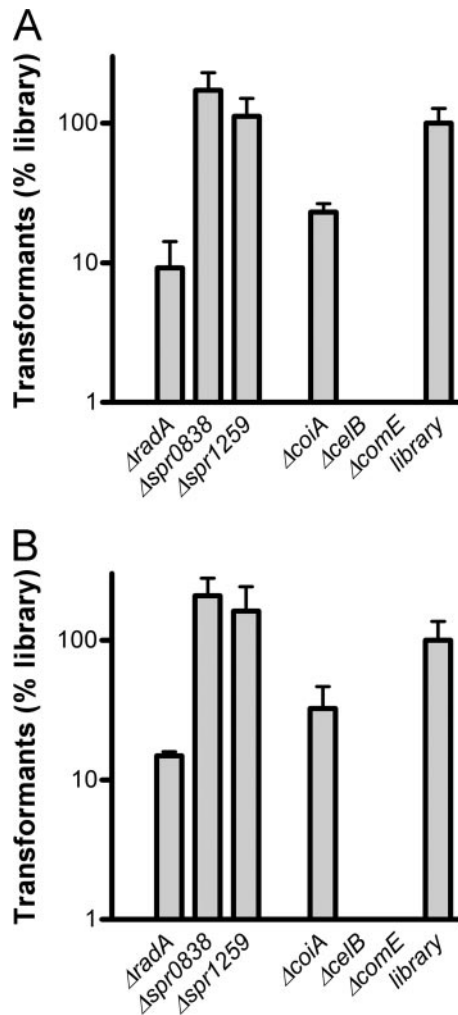 A
Transformants (% library)
100
10
1
ΔradA
Δspr0838
Δspr1259
ΔcoiA
ΔcelB
ΔcomE
library
B
Transformants (% library)
100
10
1
ΔradA
Δspr0838
Δspr1259
ΔcoiA
ΔcelB
ΔcomE
library